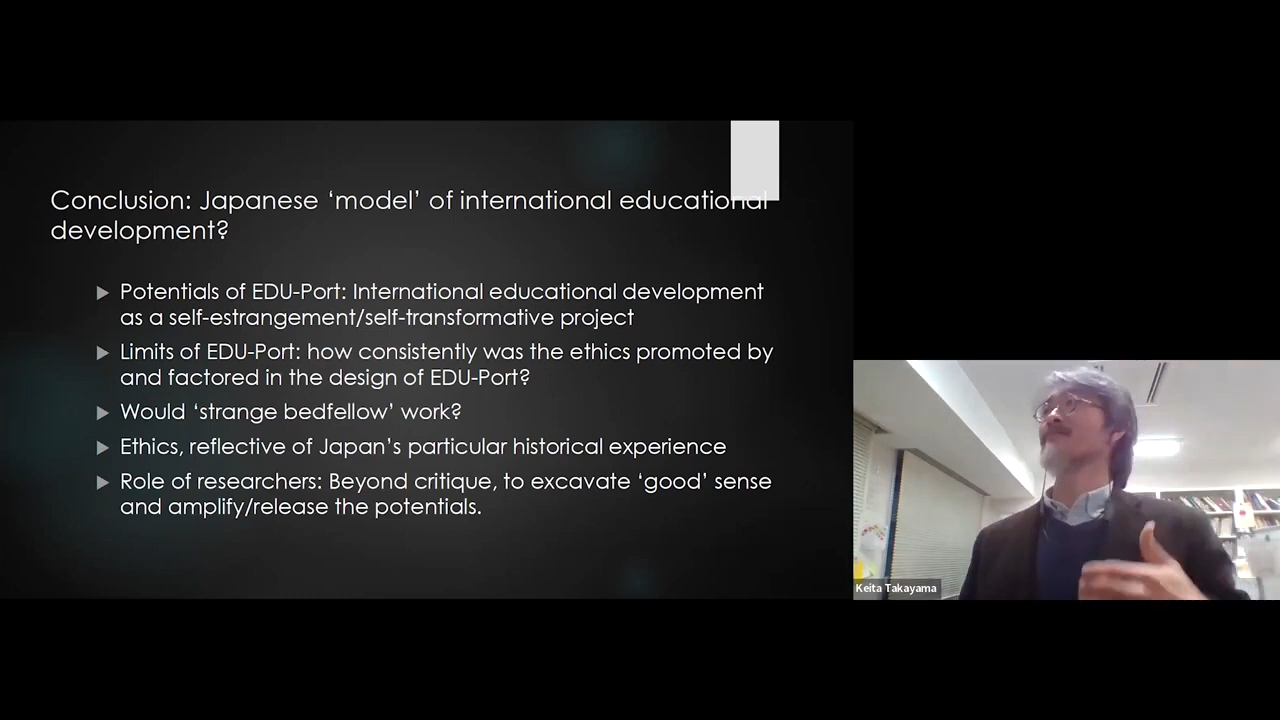 Conclusion: Japanese ‘model’ of international educational
development?
Potentials of EDU-Port: International educational development
as a self-estrangement/self-transformative project
Limits of EDU-Port: how consistently was the ethics promoted by
and factored in the design of EDU-Port?
Would ‘strange bedfellow’ work?
Ethics, reflective of Japan’s particular historical experience
Role of researchers: Beyond critique, to excavate ‘good’ sense
and amplify/release the potentials.
Keita Takayama